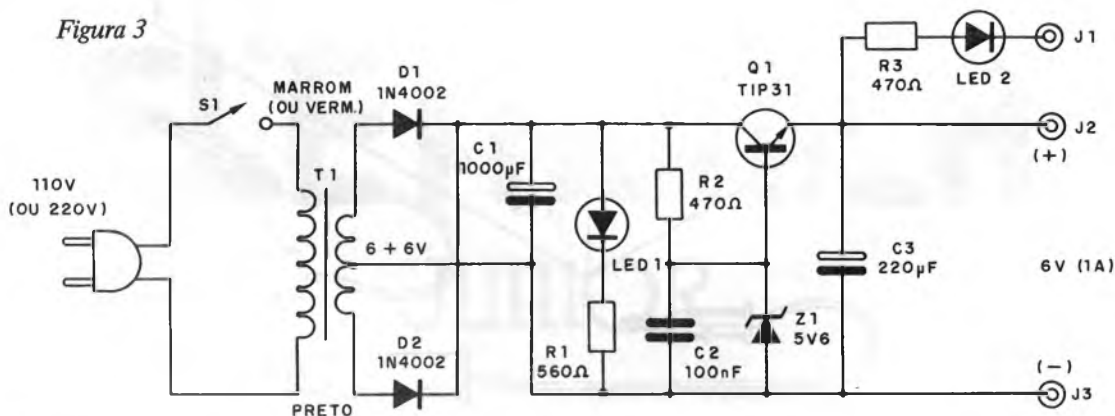 Figura 3
S1
MARROM
(OU VERM.)
D1
1N4002
C1
1000µF
Q1
TIP31
R3
470Ω
LED 2
J1
J2
(+)
110V
(OU 220V)
T1
6 + 6V
R2
470Ω
LED 1
C3
220µF
6V (1A)
D2
1N4002
R1
560Ω
C2
100nF
Z1
5V6
(-)
J3
PRETO